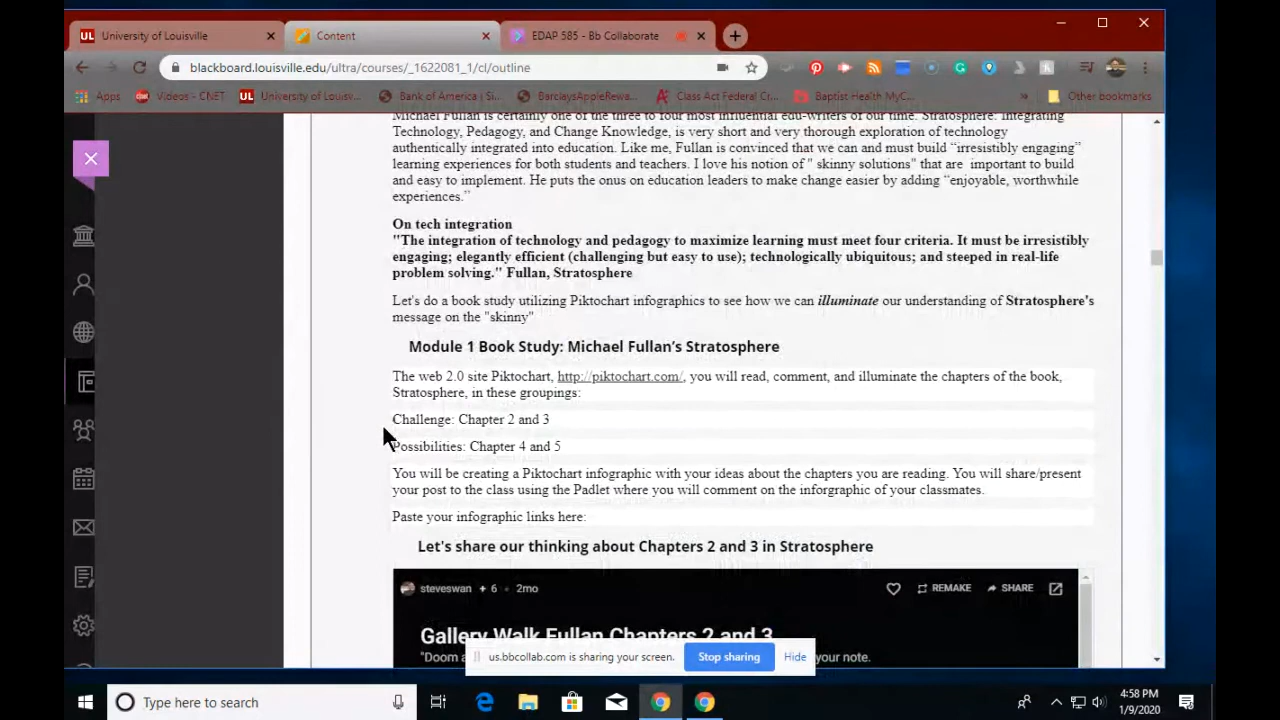 University of Louisville
Content
EDAP 585 - Bb Collaborate
blackboard.louisville.edu/ultra/courses/_1622081_1/cl/outline
Apps
Videos - CNET
University of Louisv...
Bank of America | Si...
BarclaysAppleRewa...
Class Act Federal Cr...
Baptist Health MyC...
»
Other bookmarks
Michael Fullan is certainly one of the three to four most influential edu-writers of our time. Stratosphere: Integrating
Technology, Pedagogy, and Change Knowledge, is very short and very thorough exploration of technology
authentically integrated into education. Like me, Fullan is convinced that we can and must build “irresistibly engaging”
learning experiences for both students and teachers. I love his notion of " skinny solutions" that are important to build
and easy to implement. He puts the onus on education leaders to make change easier by adding “enjoyable, worthwhile
experiences.”
On tech integration
"The integration of technology and pedagogy to maximize learning must meet four criteria. It must be irresistibly
engaging; elegantly efficient (challenging but easy to use); technologically ubiquitous; and steeped in real-life
problem solving." Fullan, Stratosphere
Let's do a book study utilizing Piktochart infographics to see how we can illuminate our understanding of Stratosphere's
message on the "skinny"
Module 1 Book Study: Michael Fullan’s Stratosphere
The web 2.0 site Piktochart, http://piktochart.com/, you will read, comment, and illuminate the chapters of the book,
Stratosphere, in these groupings:
Challenge: Chapter 2 and 3
Possibilities: Chapter 4 and 5
You will be creating a Piktochart infographic with your ideas about the chapters you are reading. You will share/present
your post to the class using the Padlet where you will comment on the inforgraphic of your classmates.
Paste your infographic links here:
Let's share our thinking about Chapters 2 and 3 in Stratosphere
steveswan + 6 • 2mo
REMAKE
SHARE
Gallery Walk Fullan Chapters 2 and 3
"Doom a
your note.
us.bbcollab.com is sharing your screen.
Stop sharing
Hide
Type here to search
4:58 PM
1/9/2020